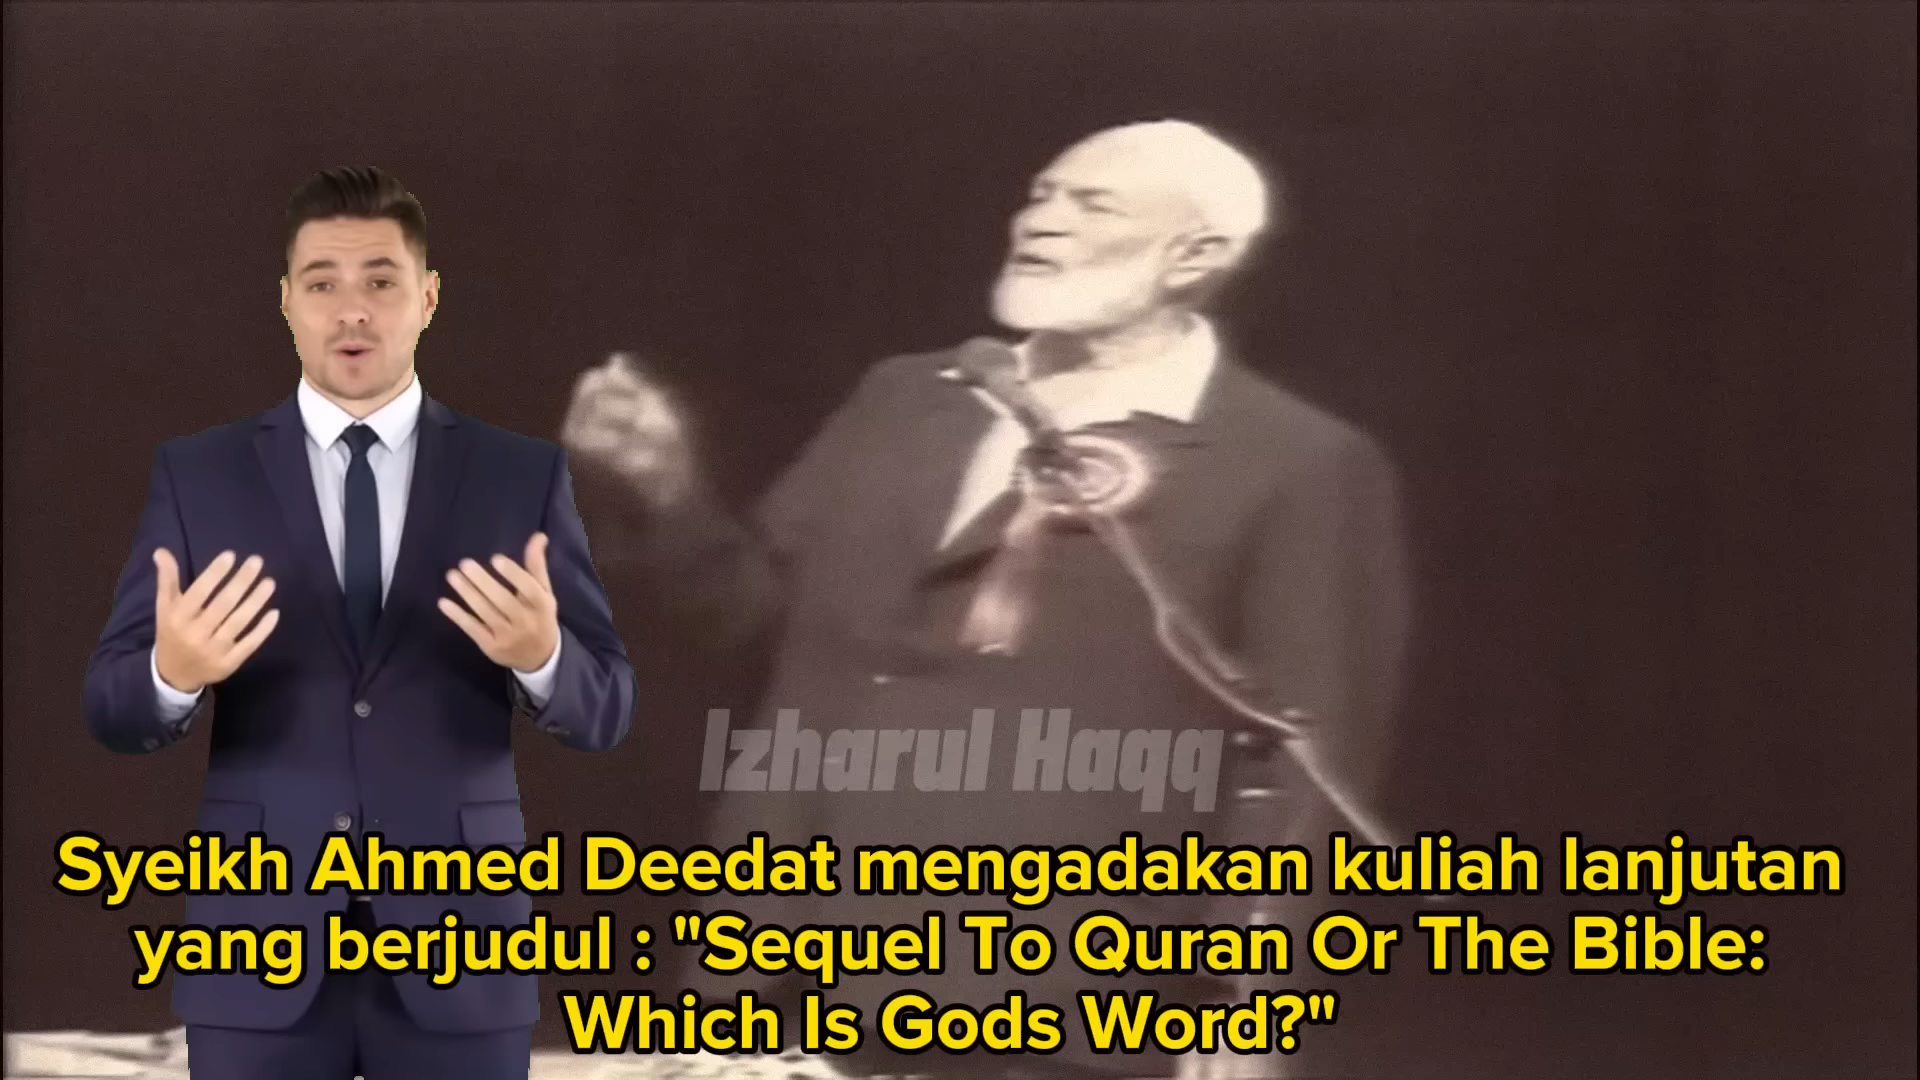 Izharul Haqq
Syeikh Ahmed Deedat mengadakan kuliah lanjutan
yang berjudul : "Sequel To Quran Or The Bible:
Which Is Gods Word?"